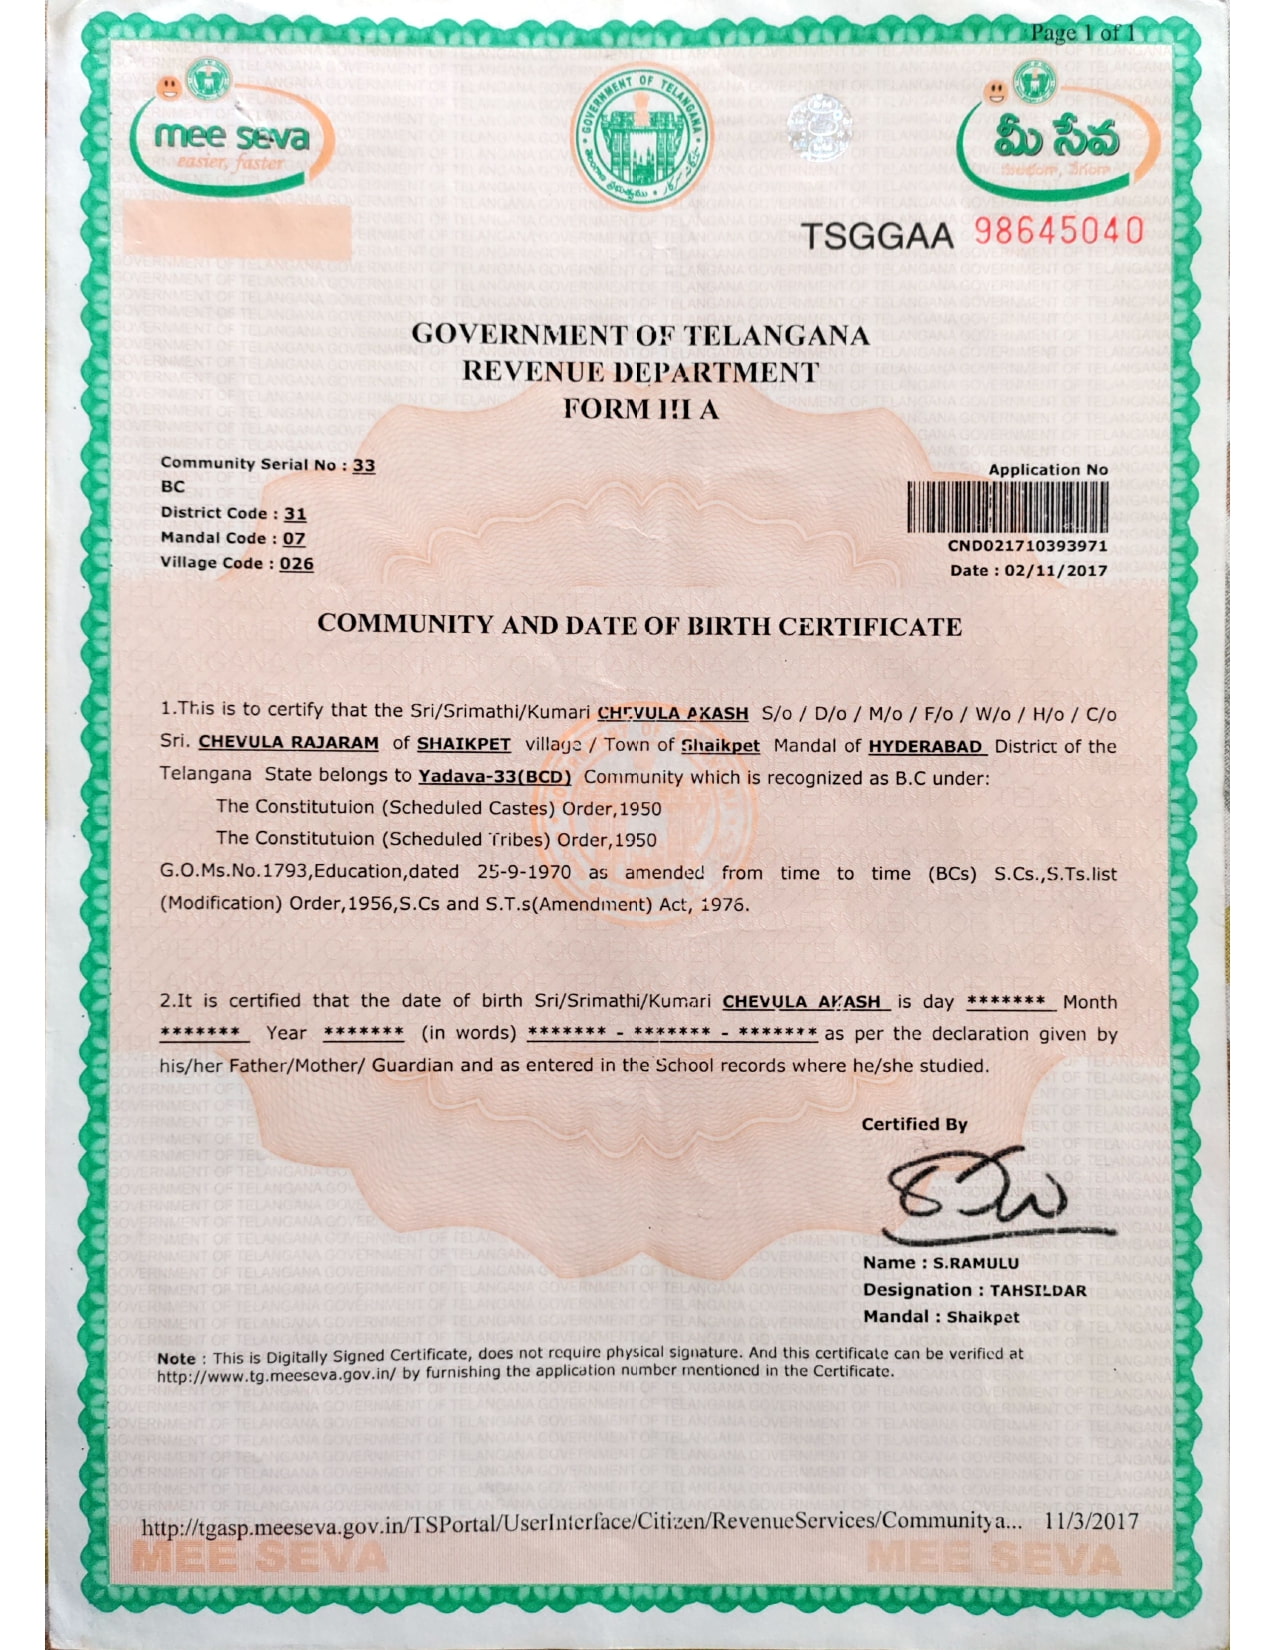 Page 1 of 1
mee seva
easier, faster
GOVERNMENT OF TELANGANA
మీ సేవ
TSGGAA 98645040
GOVERNMENT OF TELANGANA
REVENUE DEPARTMENT
FORM III A
Community Serial No : 33
BC
District Code : 31
Mandal Code : 07
Village Code : 026
Application No
CND021710393971
Date : 02/11/2017
COMMUNITY AND DATE OF BIRTH CERTIFICATE
1.This is to certify that the Sri/Srimathi/Kumari CHEVULA AKASH S/o / D/o / M/o / F/o / W/o / H/o / C/o
Sri. CHEVULA RAJARAM of SHAIKPET village / Town of Shaikpet Mandal of HYDERABAD District of the
Telangana State belongs to Yadava-33(BCD) Community which is recognized as B.C under:
The Constitutuion (Scheduled Castes) Order,1950
The Constitutuion (Scheduled Tribes) Order,1950
G.O.Ms.No.1793,Education,dated 25-9-1970 as amended from time to time (BCs) S.Cs.,S.Ts.list
(Modification) Order,1956,S.Cs and S.T.s(Amendment) Act, 1976.
2.It is certified that the date of birth Sri/Srimathi/Kumari CHEVULA AKASH is day ******* Month
******* Year ******* (in words) ******* - ******* - ******* as per the declaration given by
his/her Father/Mother/ Guardian and as entered in the School records where he/she studied.
Certified By
Name : S.RAMULU
Designation : TAHSILDAR
Mandal : Shaikpet
Note : This is Digitally Signed Certificate, does not require physical signature. And this certificate can be verified at
http://www.tg.meeseva.gov.in/ by furnishing the application number mentioned in the Certificate.
http://tgasp.meeseva.gov.in/TSPortal/UserInterface/Citizen/RevenueServices/Communitya... 11/3/2017
MEE SEVA MEE SEVA